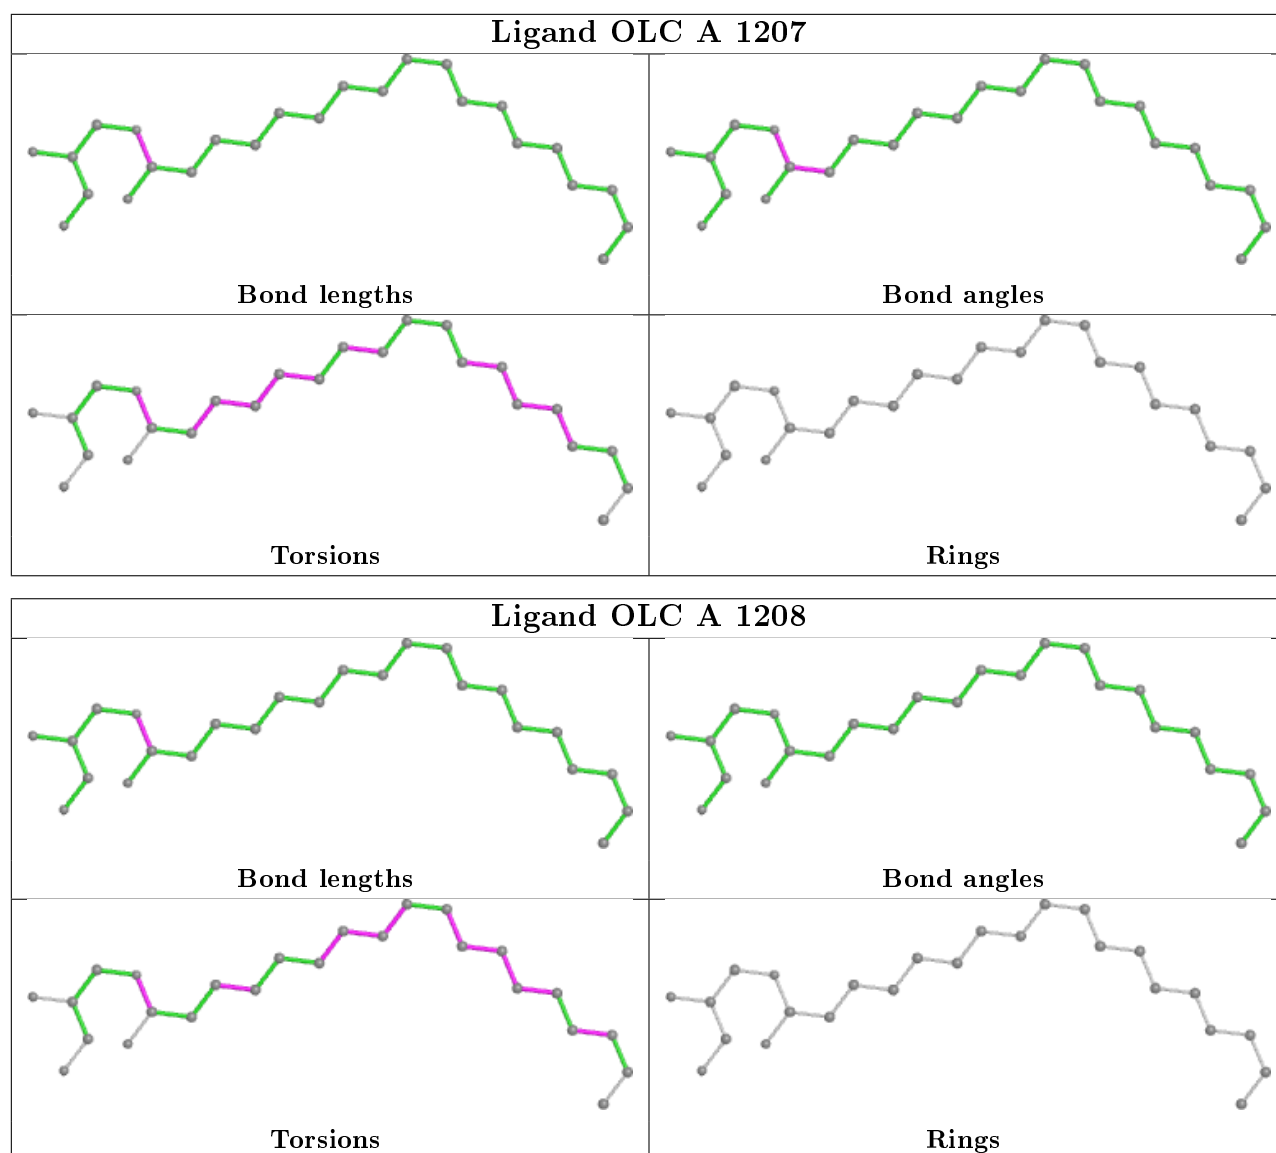 Ligand OLC A 1207
Bond lengths
Bond angles
Torsions
Rings
Ligand OLC A 1208
Bond lengths
Bond angles
Torsions
Rings